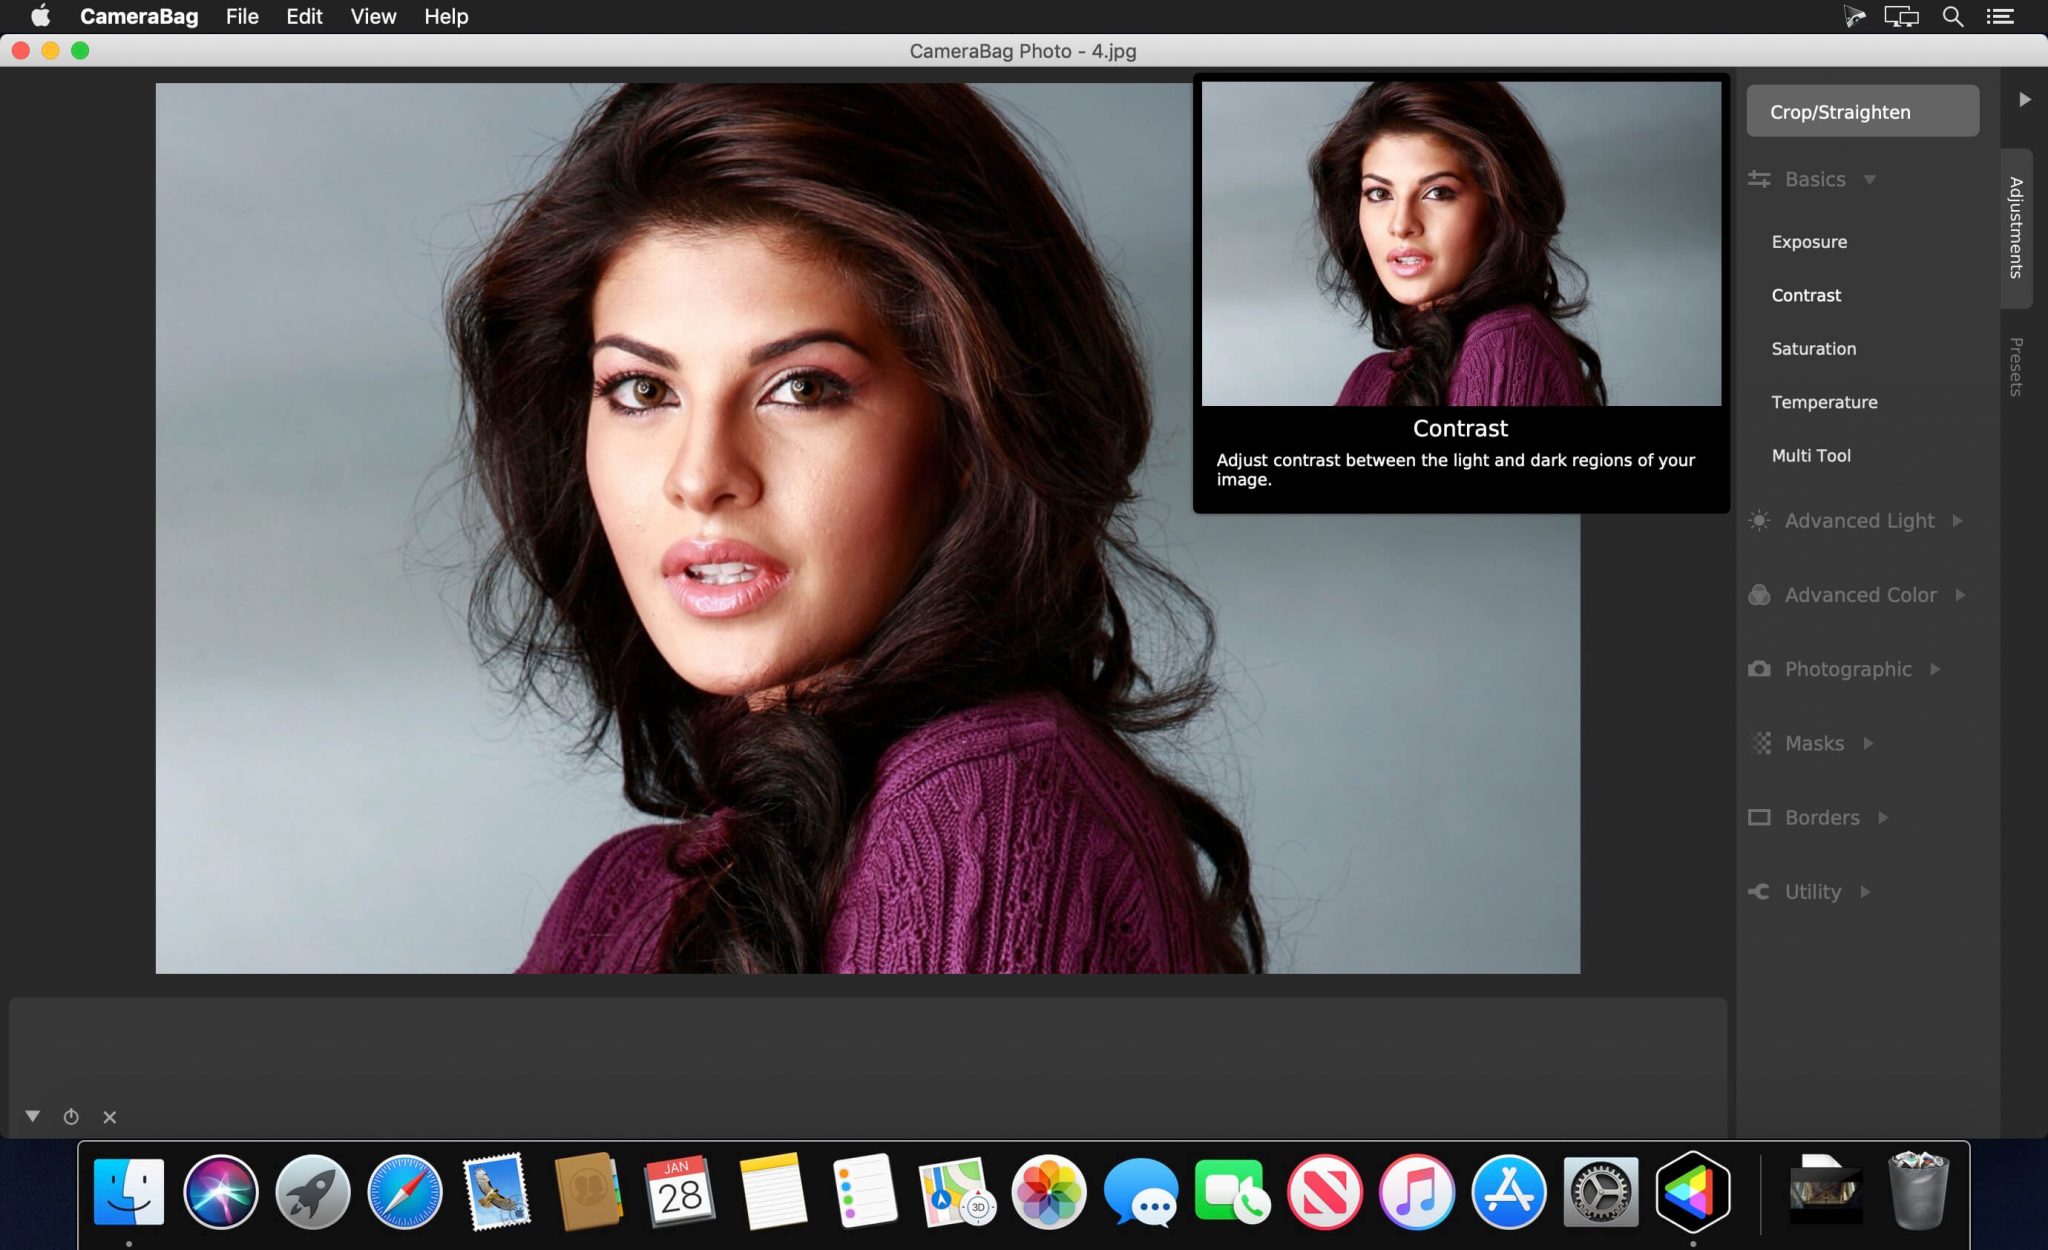 CameraBag File Edit View Help
CameraBag Photo - 4.jpg
Crop/Straighten
Basics
Exposure
Contrast
Saturation
Temperature
Multi Tool
Advanced Light
Advanced Color
Photographic
Masks
Borders
Utility
Adjustments
Presets
Contrast
Adjust contrast between the light and dark regions of your
image.
JAN
28
3D